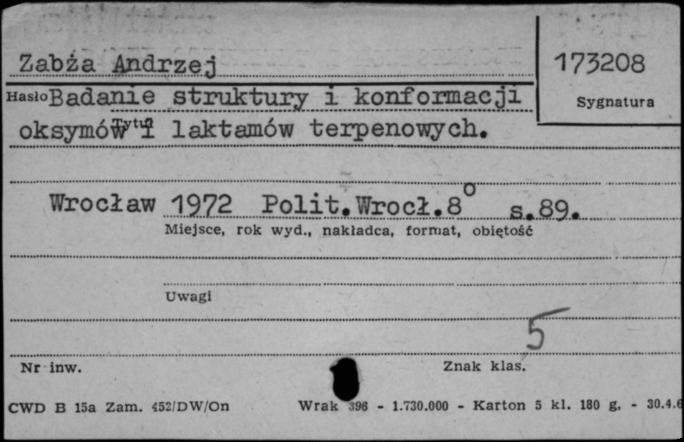 Zabża Andrzej
173208
Hasło Badanie struktury i konformacji
Sygnatura
oksymów i laktamów terpenowych.
Tytuł
Wrocław 1972 Polit.Wrocł.8° s.89.
Miejsce, rok wyd., nakładca, format, objętość
Uwagi
5
Nr inw.
Znak klas.
CWD B 15a Zam. 452/DW/On Wrak 396 - 1.730.000 - Karton 5 kl. 180 g. - 30.4.6